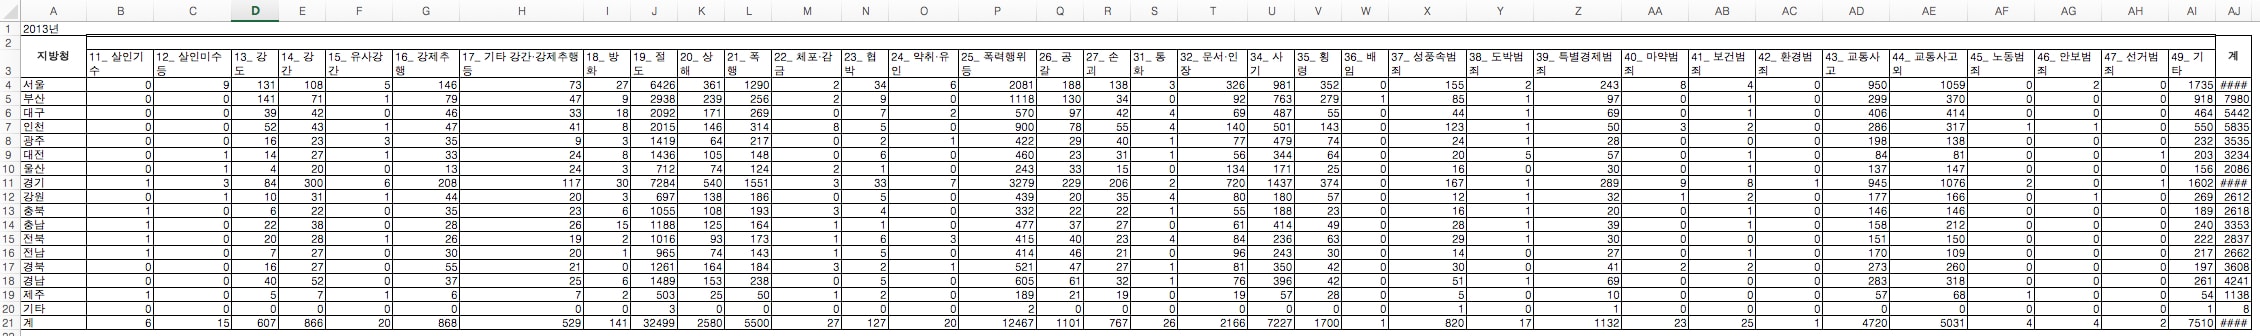 A B C D E F G H I J K L M N O P Q R S T U V W X Y Z AA AB AC AD AE AF AG AH AI AJ
1 2013년
2
3 지방청 11_ 살인기수 12_ 살인미수등 13_ 강도 14_ 강간 15_ 유사강간 16_ 강제추행 17_ 기타 강간·강제추행등 18_ 방화 19_ 절도 20_ 상해 21_ 폭행 22_ 체포·감금 23_ 협박 24_ 약취·유인 25_ 폭력행위등 26_ 공갈 27_ 손괴 31_ 통화 32_ 문서·인장 34_ 사기 35_ 횡령 36_ 배임 37_ 성풍속범죄 38_ 도박범죄 39_ 특별경제범죄 40_ 마약범죄 41_ 보건범죄 42_ 환경범죄 43_ 교통사고 44_ 교통사고외 45_ 노동범죄 46_ 안보범죄 47_ 선거범죄 49_ 기타 계
4 서울 0 9 131 108 5 146 73 27 6426 361 1290 2 34 6 2081 188 138 3 326 981 352 0 155 2 243 8 4 0 950 1059 0 2 0 1735 ####
5 부산 0 0 141 71 1 79 47 9 2938 239 256 2 9 0 1118 130 34 0 92 763 279 1 85 1 97 0 1 0 299 370 0 0 0 918 7980
6 대구 0 0 39 42 0 46 33 18 2092 171 269 0 7 2 570 97 42 4 69 487 55 0 44 1 69 0 1 0 406 414 0 0 0 464 5442
7 인천 0 0 52 43 1 47 41 8 2015 146 314 8 5 0 900 78 55 4 140 501 143 0 123 1 50 3 2 0 286 317 1 1 0 550 5835
8 광주 0 0 16 23 3 35 9 3 1419 64 217 0 2 1 422 29 40 1 77 479 74 0 24 1 28 0 0 0 198 138 0 0 0 232 3535
9 대전 0 1 14 27 1 33 24 8 1436 105 148 0 6 0 460 23 31 1 56 344 64 0 20 5 57 0 1 0 84 81 0 0 1 203 3234
10 울산 0 1 4 20 0 13 24 3 712 74 124 2 1 0 243 33 15 0 134 171 25 0 16 0 30 0 1 0 137 147 0 0 0 156 2086
11 경기 1 3 84 300 6 208 117 30 7284 540 1551 3 33 7 3279 229 206 2 720 1437 374 0 167 1 289 9 8 1 945 1076 2 0 1 1602 ####
12 강원 0 1 10 31 1 44 20 3 697 138 186 0 5 0 439 20 35 4 80 180 57 0 12 1 32 1 2 0 177 166 0 1 0 269 2612
13 충북 1 0 6 22 0 35 23 6 1055 108 193 3 4 0 332 22 22 1 55 188 23 0 16 1 20 0 1 0 146 146 0 0 0 189 2618
14 충남 1 0 22 38 0 28 26 15 1188 125 164 1 1 0 477 37 27 0 61 414 49 0 28 1 39 0 1 0 158 212 0 0 0 240 3353
15 전북 1 0 20 28 1 26 19 2 1016 93 173 1 6 3 415 40 23 4 84 236 63 0 29 1 30 0 0 0 151 150 0 0 0 222 2837
16 전남 1 0 7 27 0 30 20 1 965 74 143 1 5 0 414 46 21 0 96 243 30 0 14 0 27 0 1 0 170 109 0 0 0 217 2662
17 경북 0 0 16 27 0 55 21 0 1261 164 184 3 2 1 521 47 27 1 81 350 42 0 30 0 41 2 2 0 273 260 0 0 0 197 3608
18 경남 0 0 40 52 0 37 25 6 1489 153 238 0 5 0 605 61 32 1 76 396 42 0 51 1 69 0 0 0 283 318 0 0 0 261 4241
19 제주 1 0 5 7 1 6 7 2 503 25 50 1 2 0 189 21 19 0 19 57 28 0 5 0 10 0 0 0 57 68 1 0 0 54 1138
20 기타 0 0 0 0 0 0 0 0 3 0 0 0 0 0 2 0 0 0 0 0 0 0 1 0 1 0 0 0 0 0 0 0 0 1 8
21 계 6 15 607 866 20 868 529 141 32499 2580 5500 27 127 20 12467 1101 767 26 2166 7227 1700 1 820 17 1132 23 25 1 4720 5031 4 4 2 7510 ####